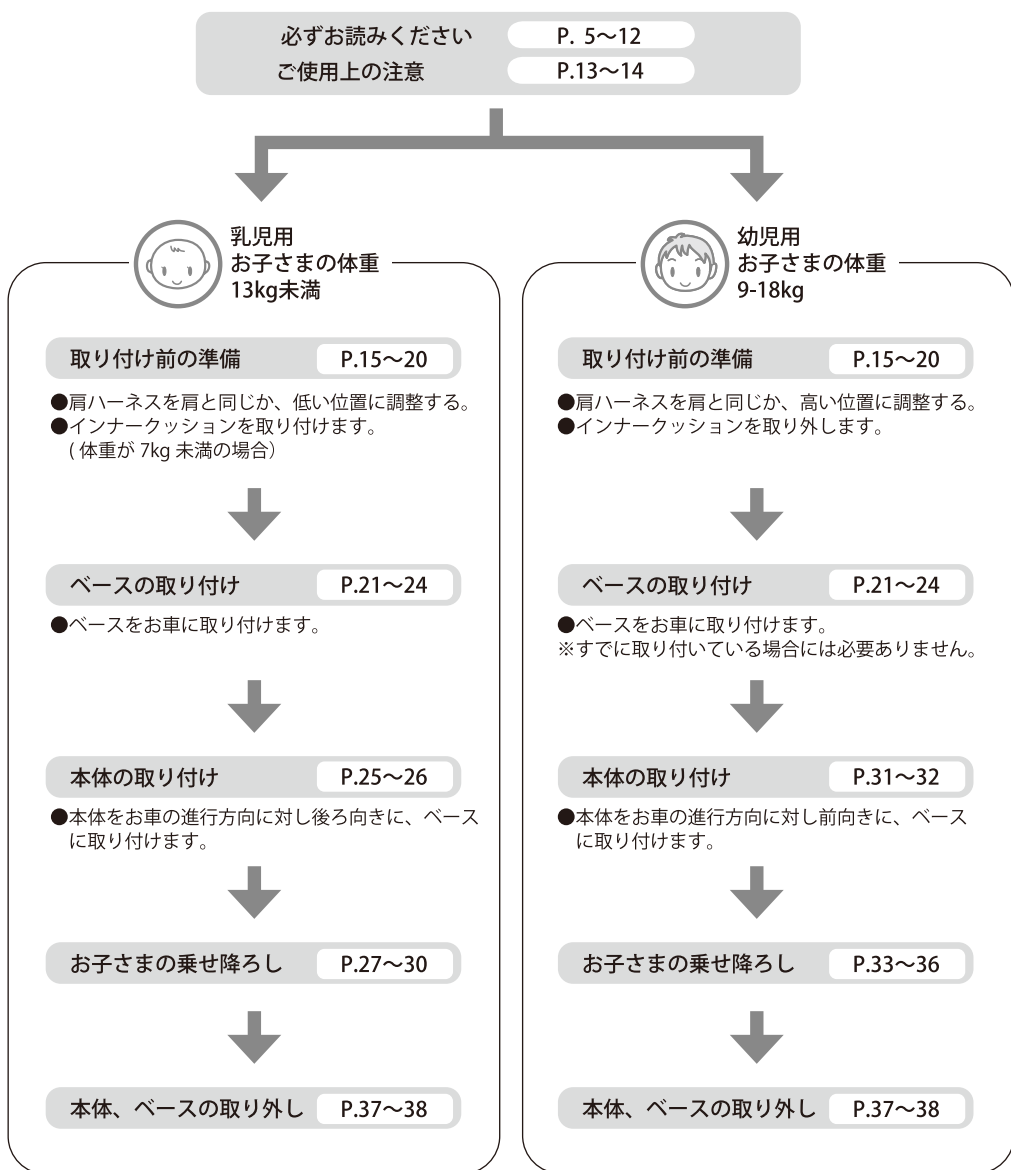 必ずお読みください P. 5～12
ご使用上の注意 P.13～14
乳児用
お子さまの体重
13kg未満
取り付け前の準備 P.15～20
●肩ハーネスを肩と同じか、低い位置に調整する。
●インナークッションを取り付けます。
( 体重が 7kg 未満の場合）
ベースの取り付け P.21～24
●ベースをお車に取り付けます。
本体の取り付け P.25～26
●本体をお車の進行方向に対し後ろ向きに、ベース
に取り付けます。
お子さまの乗せ降ろし P.27～30
本体、ベースの取り外し P.37～38
幼児用
お子さまの体重
9-18kg
取り付け前の準備 P.15～20
●肩ハーネスを肩と同じか、高い位置に調整する。
●インナークッションを取り外します。
ベースの取り付け P.21～24
●ベースをお車に取り付けます。
※すでに取り付いている場合には必要ありません。
本体の取り付け P.31～32
●本体をお車の進行方向に対し前向きに、ベース
に取り付けます。
お子さまの乗せ降ろし P.33～36
本体、ベースの取り外し P.37～38